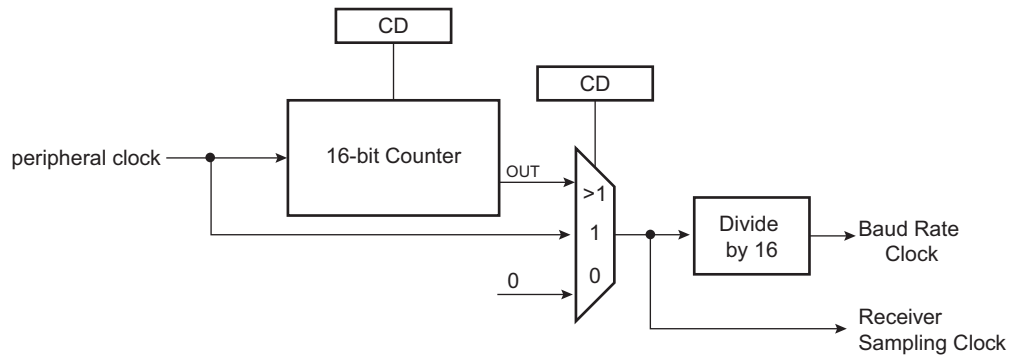 CD
CD
peripheral clock
16-bit Counter
OUT
>1
1
0
0
Divide
by 16
Baud Rate
Clock
Receiver
Sampling Clock